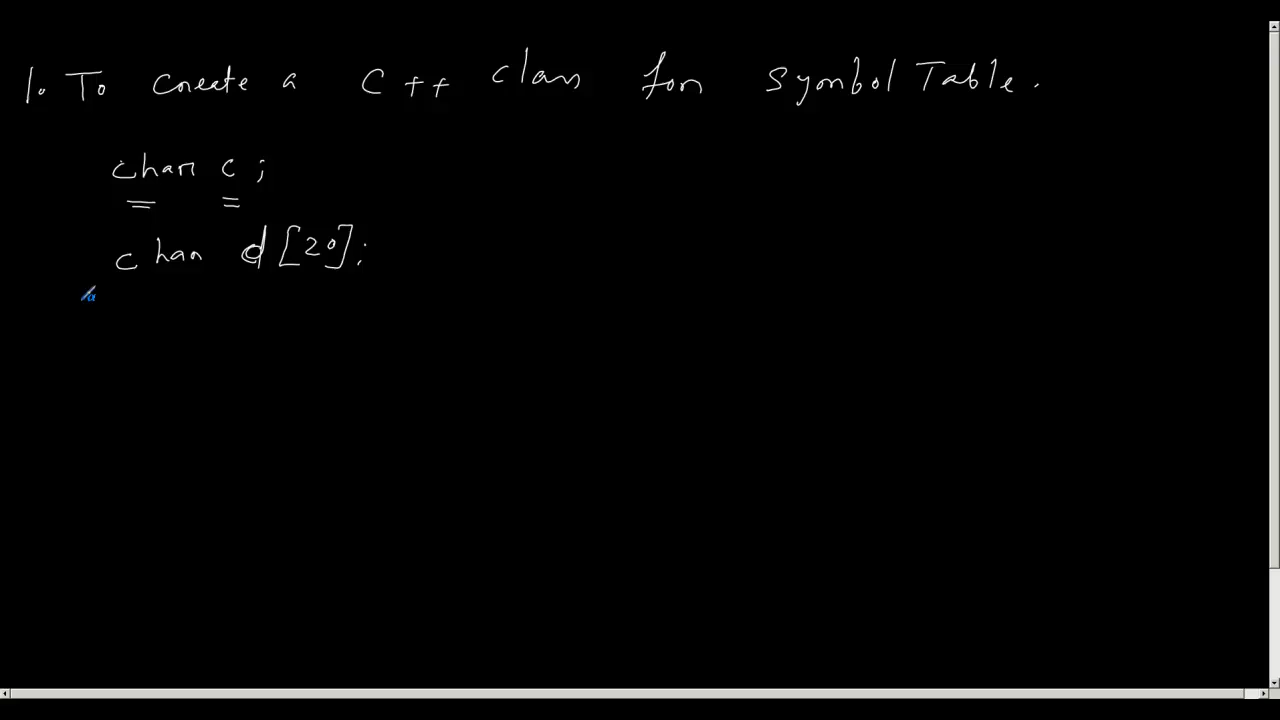 1. To create a C++ class for Symbol Table.
char c;
char d[20];